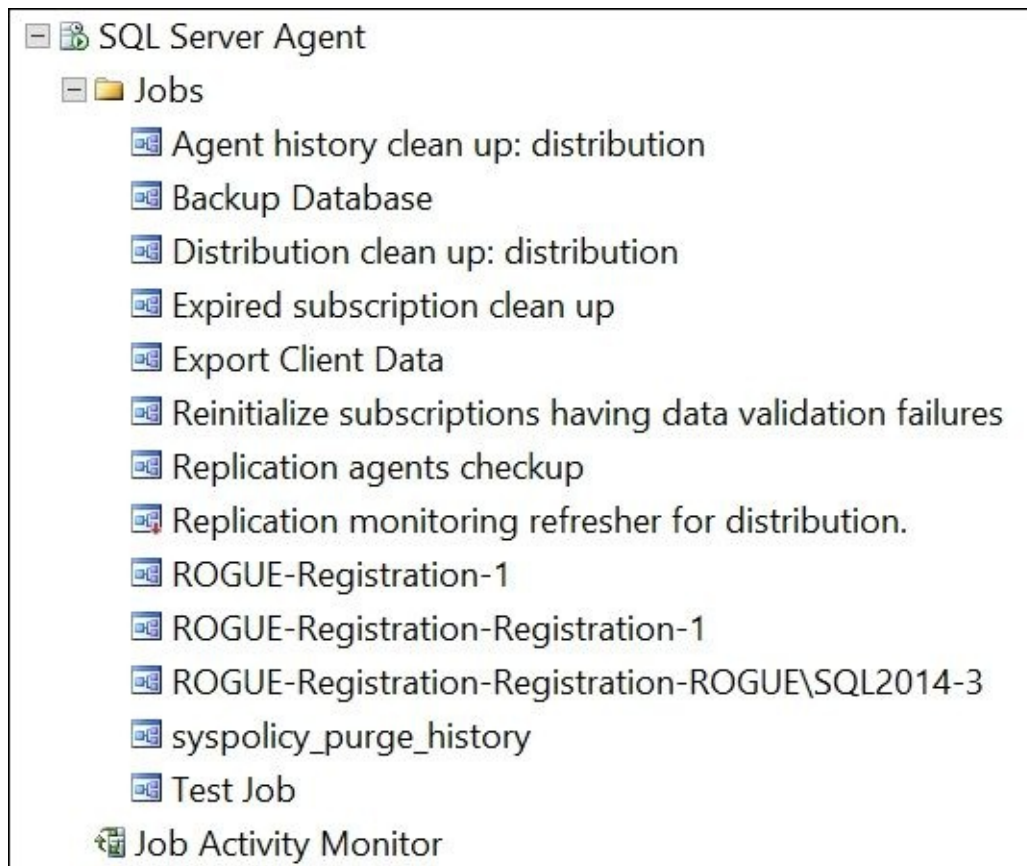 SQL Server Agent
Jobs
Agent history clean up: distribution
Backup Database
Distribution clean up: distribution
Expired subscription clean up
Export Client Data
Reinitialize subscriptions having data validation failures
Replication agents checkup
Replication monitoring refresher for distribution.
ROGUE-Registration-1
ROGUE-Registration-Registration-1
ROGUE-Registration-Registration-ROGUE\SQL2014-3
syspolicy_purge_history
Test Job
Job Activity Monitor